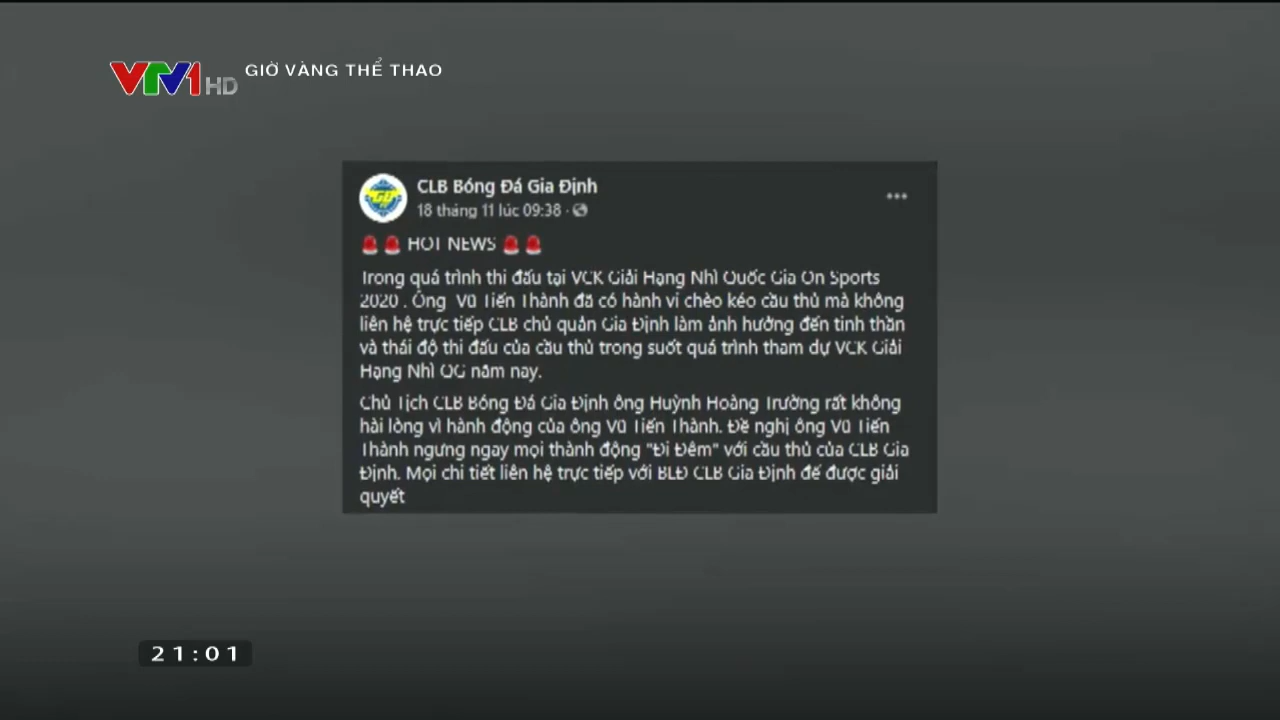 VTV1 HD
GIỜ VÀNG THỂ THAO
CLB Bóng Đá Gia Định
18 tháng 11 lúc 09:38 ·
HOT NEWS
Trong quá trình thi đấu tại VCK Giải Hạng Nhì Quốc Gia On Sports
2020 . Ông Vũ Tiến Thành đã có hành vi chèo kéo cầu thủ mà không
liên hệ trực tiếp CLB chủ quản Gia Định làm ảnh hưởng đến tinh thần
và thái độ thi đấu của cầu thủ trong suốt quá trình tham dự VCK Giải
Hạng Nhì QG năm nay.
Chủ Tịch CLB Bóng Đá Gia Định ông Huỳnh Hoàng Trường rất không
hài lòng vì hành động của ông Vũ Tiến Thành. Đề nghị ông Vũ Tiến
Thành ngưng ngay mọi thành động "Đi Đêm" với cầu thủ của CLB Gia
Định. Mọi chi tiết liên hệ trực tiếp với BLĐ CLB Gia Định để được giải
quyết
21:01